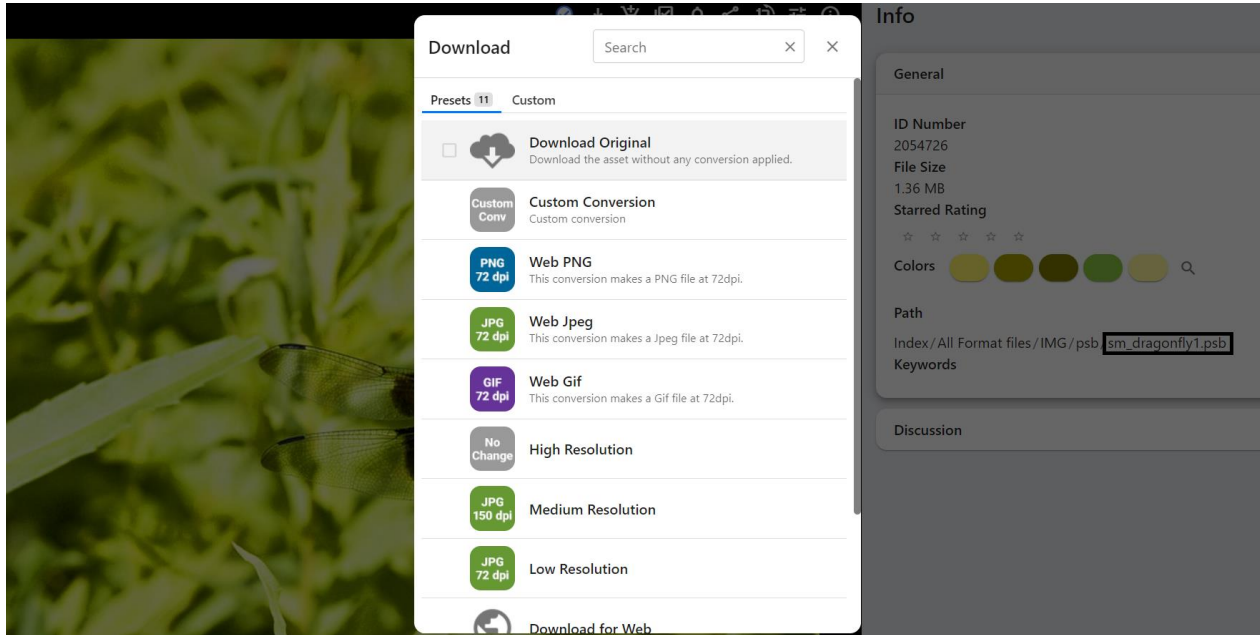 Download
Search
Presets 11 Custom
Download Original
Download the asset without any conversion applied.
Custom
Conv
Custom Conversion
Custom conversion
PNG
72 dpi
Web PNG
This conversion makes a PNG file at 72dpi.
JPG
72 dpi
Web Jpeg
This conversion makes a Jpeg file at 72dpi.
GIF
72 dpi
Web Gif
This conversion makes a Gif file at 72dpi.
No
Change
High Resolution
JPG
150 dpi
Medium Resolution
JPG
72 dpi
Low Resolution
Download for Web
Info
General
ID Number
2054726
File Size
1.36 MB
Starred Rating
Colors
Path
Index/All Format files/IMG/psb/sm_dragonfly1.psb
Keywords
Discussion